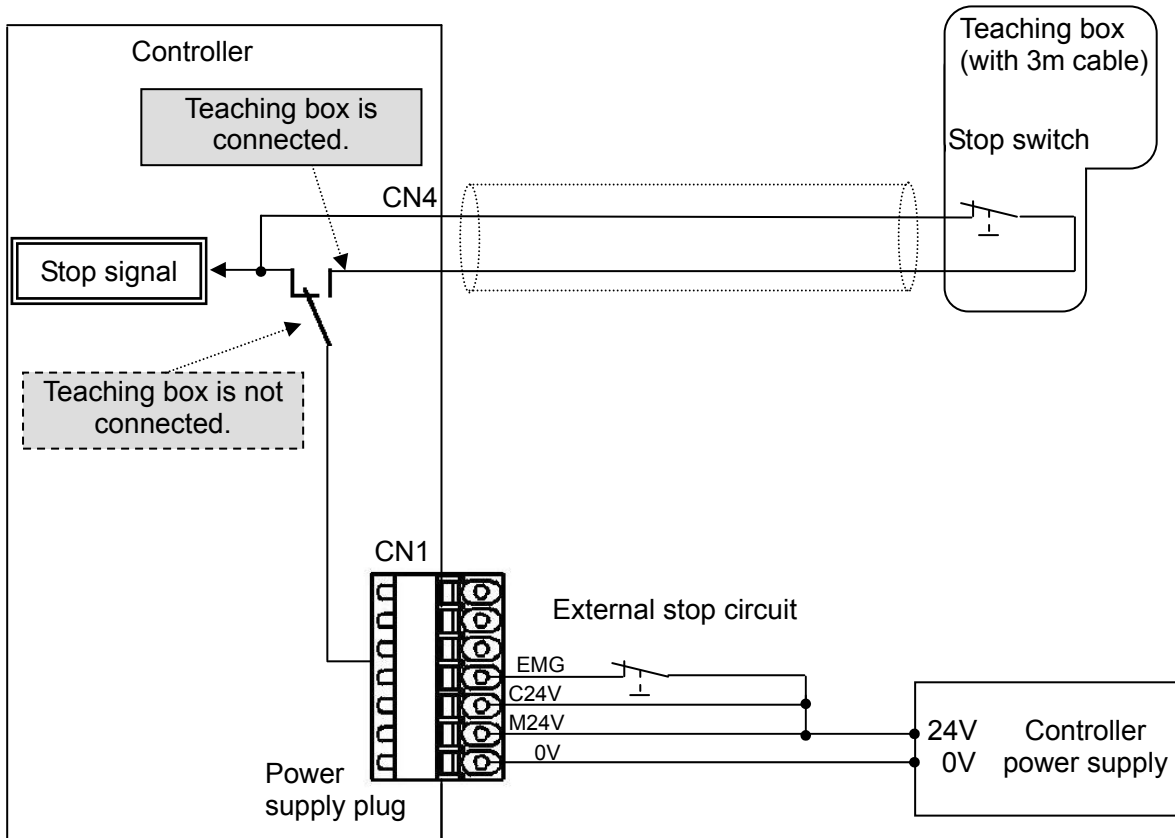 Controller
Teaching box is
connected.
Teaching box
(with 3m cable)
Stop switch
CN4
Stop signal
Teaching box is not
connected.
CN1
External stop circuit
EMG
C24V
M24V
0V
24V
0V
Controller
power supply
Power
supply plug